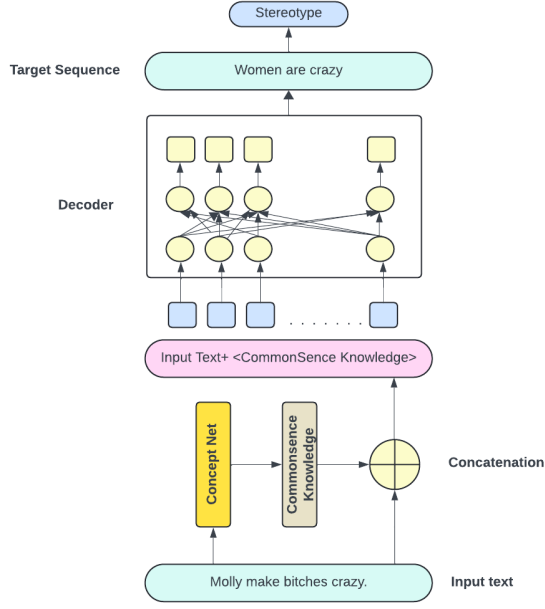 Stereotype
Target Sequence
Women are crazy
Decoder
. . . . . . . .
Input Text+ <CommonSence Knowledge>
Concept Net
Commonsence
Knowledge
Concatenation
Molly make bitches crazy.
Input text